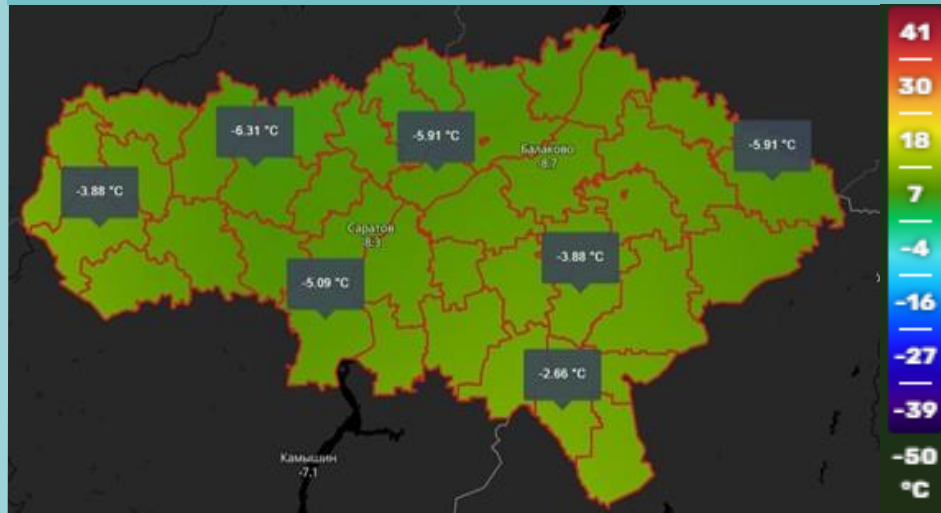 -6.31 °C
-5.91 °C
-5.91 °C
Балаково
-8.7
-3.88 °C
Саратов
-8.3
-3.88 °C
-5.09 °C
-2.66 °C
Камышин
-7.1
41
30
18
7
-4
-16
-27
-39
-50
°C